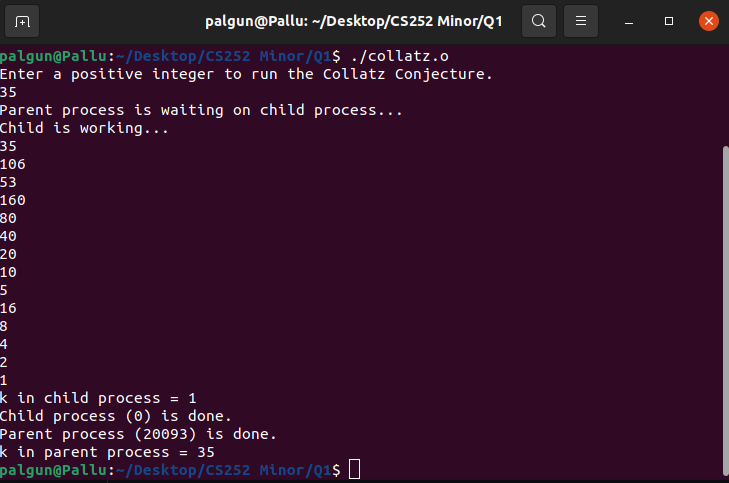 palgun@Pallu: ~/Desktop/CS252 Minor/Q1
palgun@Pallu:~/Desktop/CS252 Minor/Q1$ ./collatz.o
Enter a positive integer to run the Collatz Conjecture.
35
Parent process is waiting on child process...
Child is working...
35
106
53
160
80
40
20
10
5
16
8
4
2
1
k in child process = 1
Child process (0) is done.
Parent process (20093) is done.
k in parent process = 35
palgun@Pallu:~/Desktop/CS252 Minor/Q1$